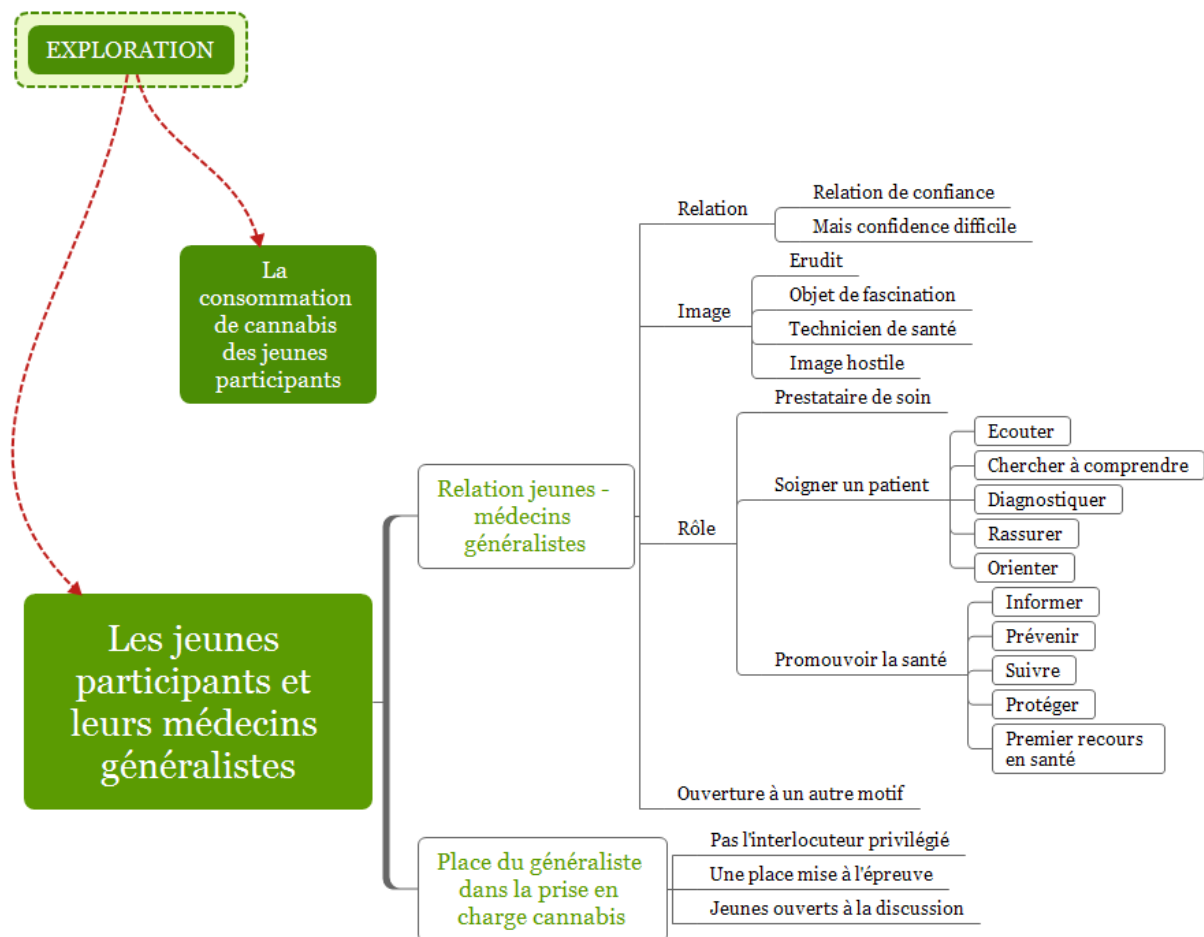 EXPLORATION
La
consommation
de cannabis
des jeunes
participants
Les jeunes
participants et
leurs médecins
généralistes
Relation jeunes -
médecins
généralistes
Relation
Relation de confiance
Mais confidence difficile
Image
Erudit
Objet de fascination
Technicien de santé
Image hostile
Rôle
Prestataire de soin
Soigner un patient
Ecouter
Chercher à comprendre
Diagnostiquer
Rassurer
Orienter
Promouvoir la santé
Informer
Prévenir
Suivre
Protéger
Premier recours
en santé
Ouverture à un autre motif
Place du généraliste
dans la prise en
charge cannabis
Pas l'interlocuteur privilégié
Une place mise à l'épreuve
Jeunes ouverts à la discussion